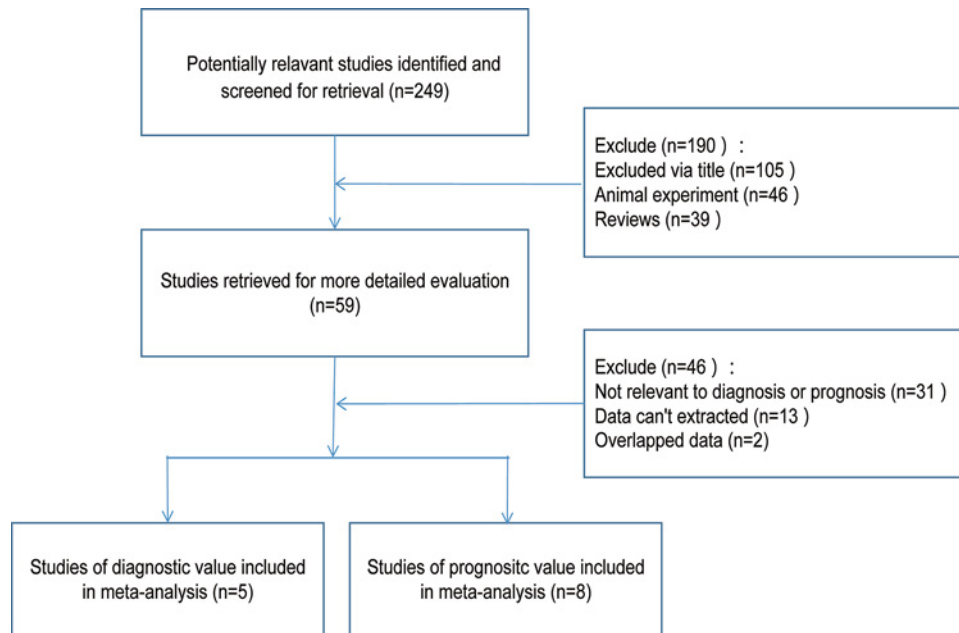 Potentially relavant studies identified and
screened for retrieval (n=249)
Exclude (n=190 ) :
Excluded via title (n=105 )
Animal experiment (n=46 )
Reviews (n=39 )
Studies retrieved for more detailed evaluation
(n=59)
Exclude (n=46 ) :
Not relevant to diagnosis or prognosis (n=31 )
Data can't extracted (n=13 )
Overlapped data (n=2)
Studies of diagnostic value included
in meta-analysis (n=5)
Studies of prognositc value included
in meta-analysis (n=8)